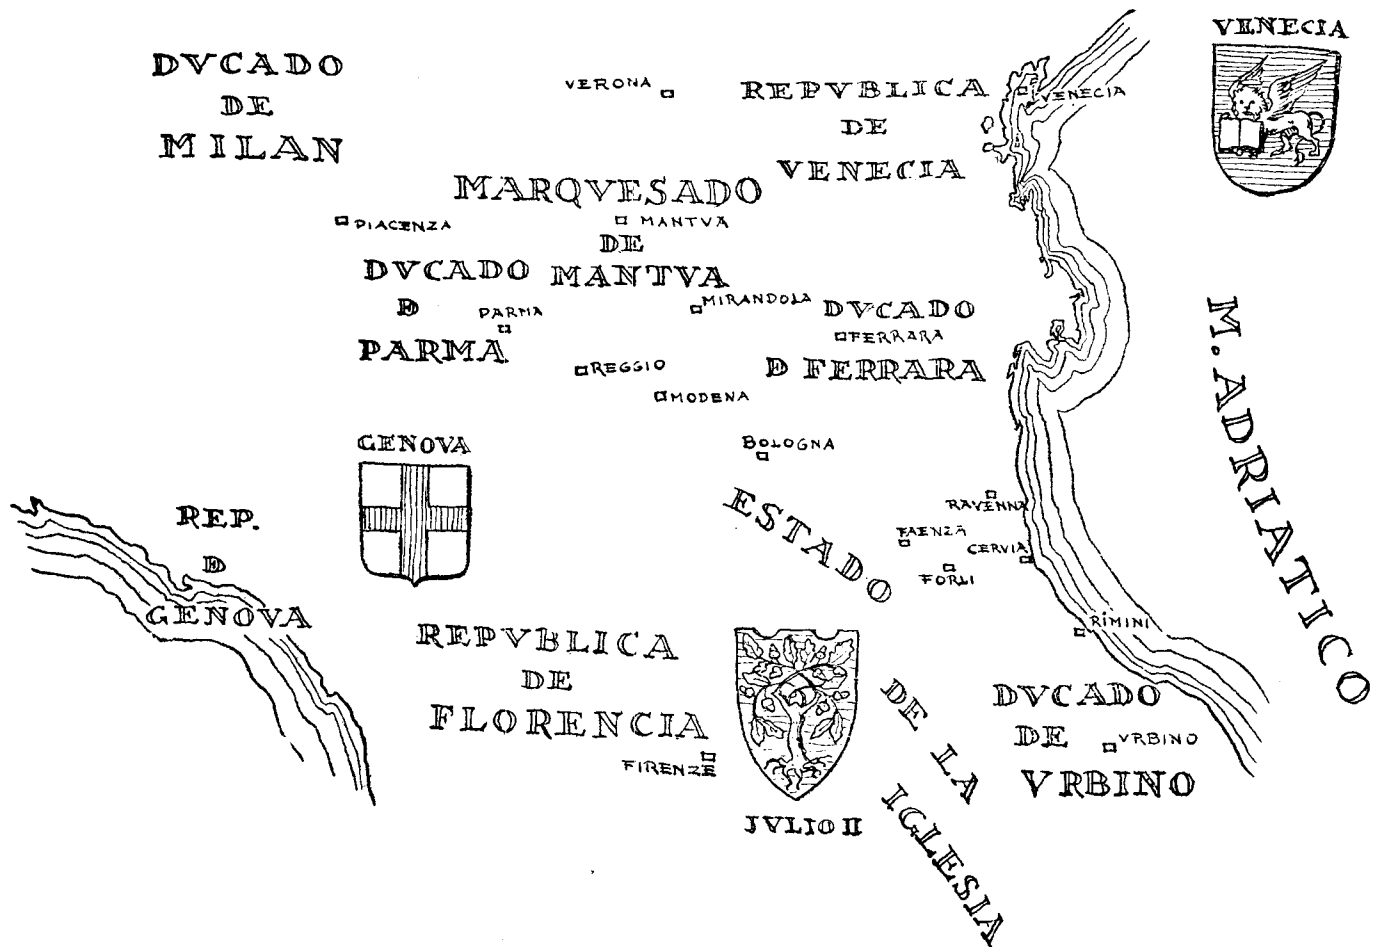 DVCADO
DE
MILAN
VERONA
REPVBLICA
DE
VENECIA
VENECIA
VENECIA
MARQVESADO
MANTVA
DE
MANTVA
PIACENZA
DVCADO
D
PARMA
PARMA
MIRANDOLA
DVCADO
FERRARA
D FERRARA
REGGIO
MODENA
M. ADRIATICO
GENOVA
BOLOGNA
REP.
D
GENOVA
ESTADO
DE LA
IGLESIA
RAVENNA
FAENZA
CERVIA
FORLI
RIMINI
REPVBLICA
DE
FLORENCIA
FIRENZE
JVLIO II
DVCADO
DE
VRBINO
VRBINO